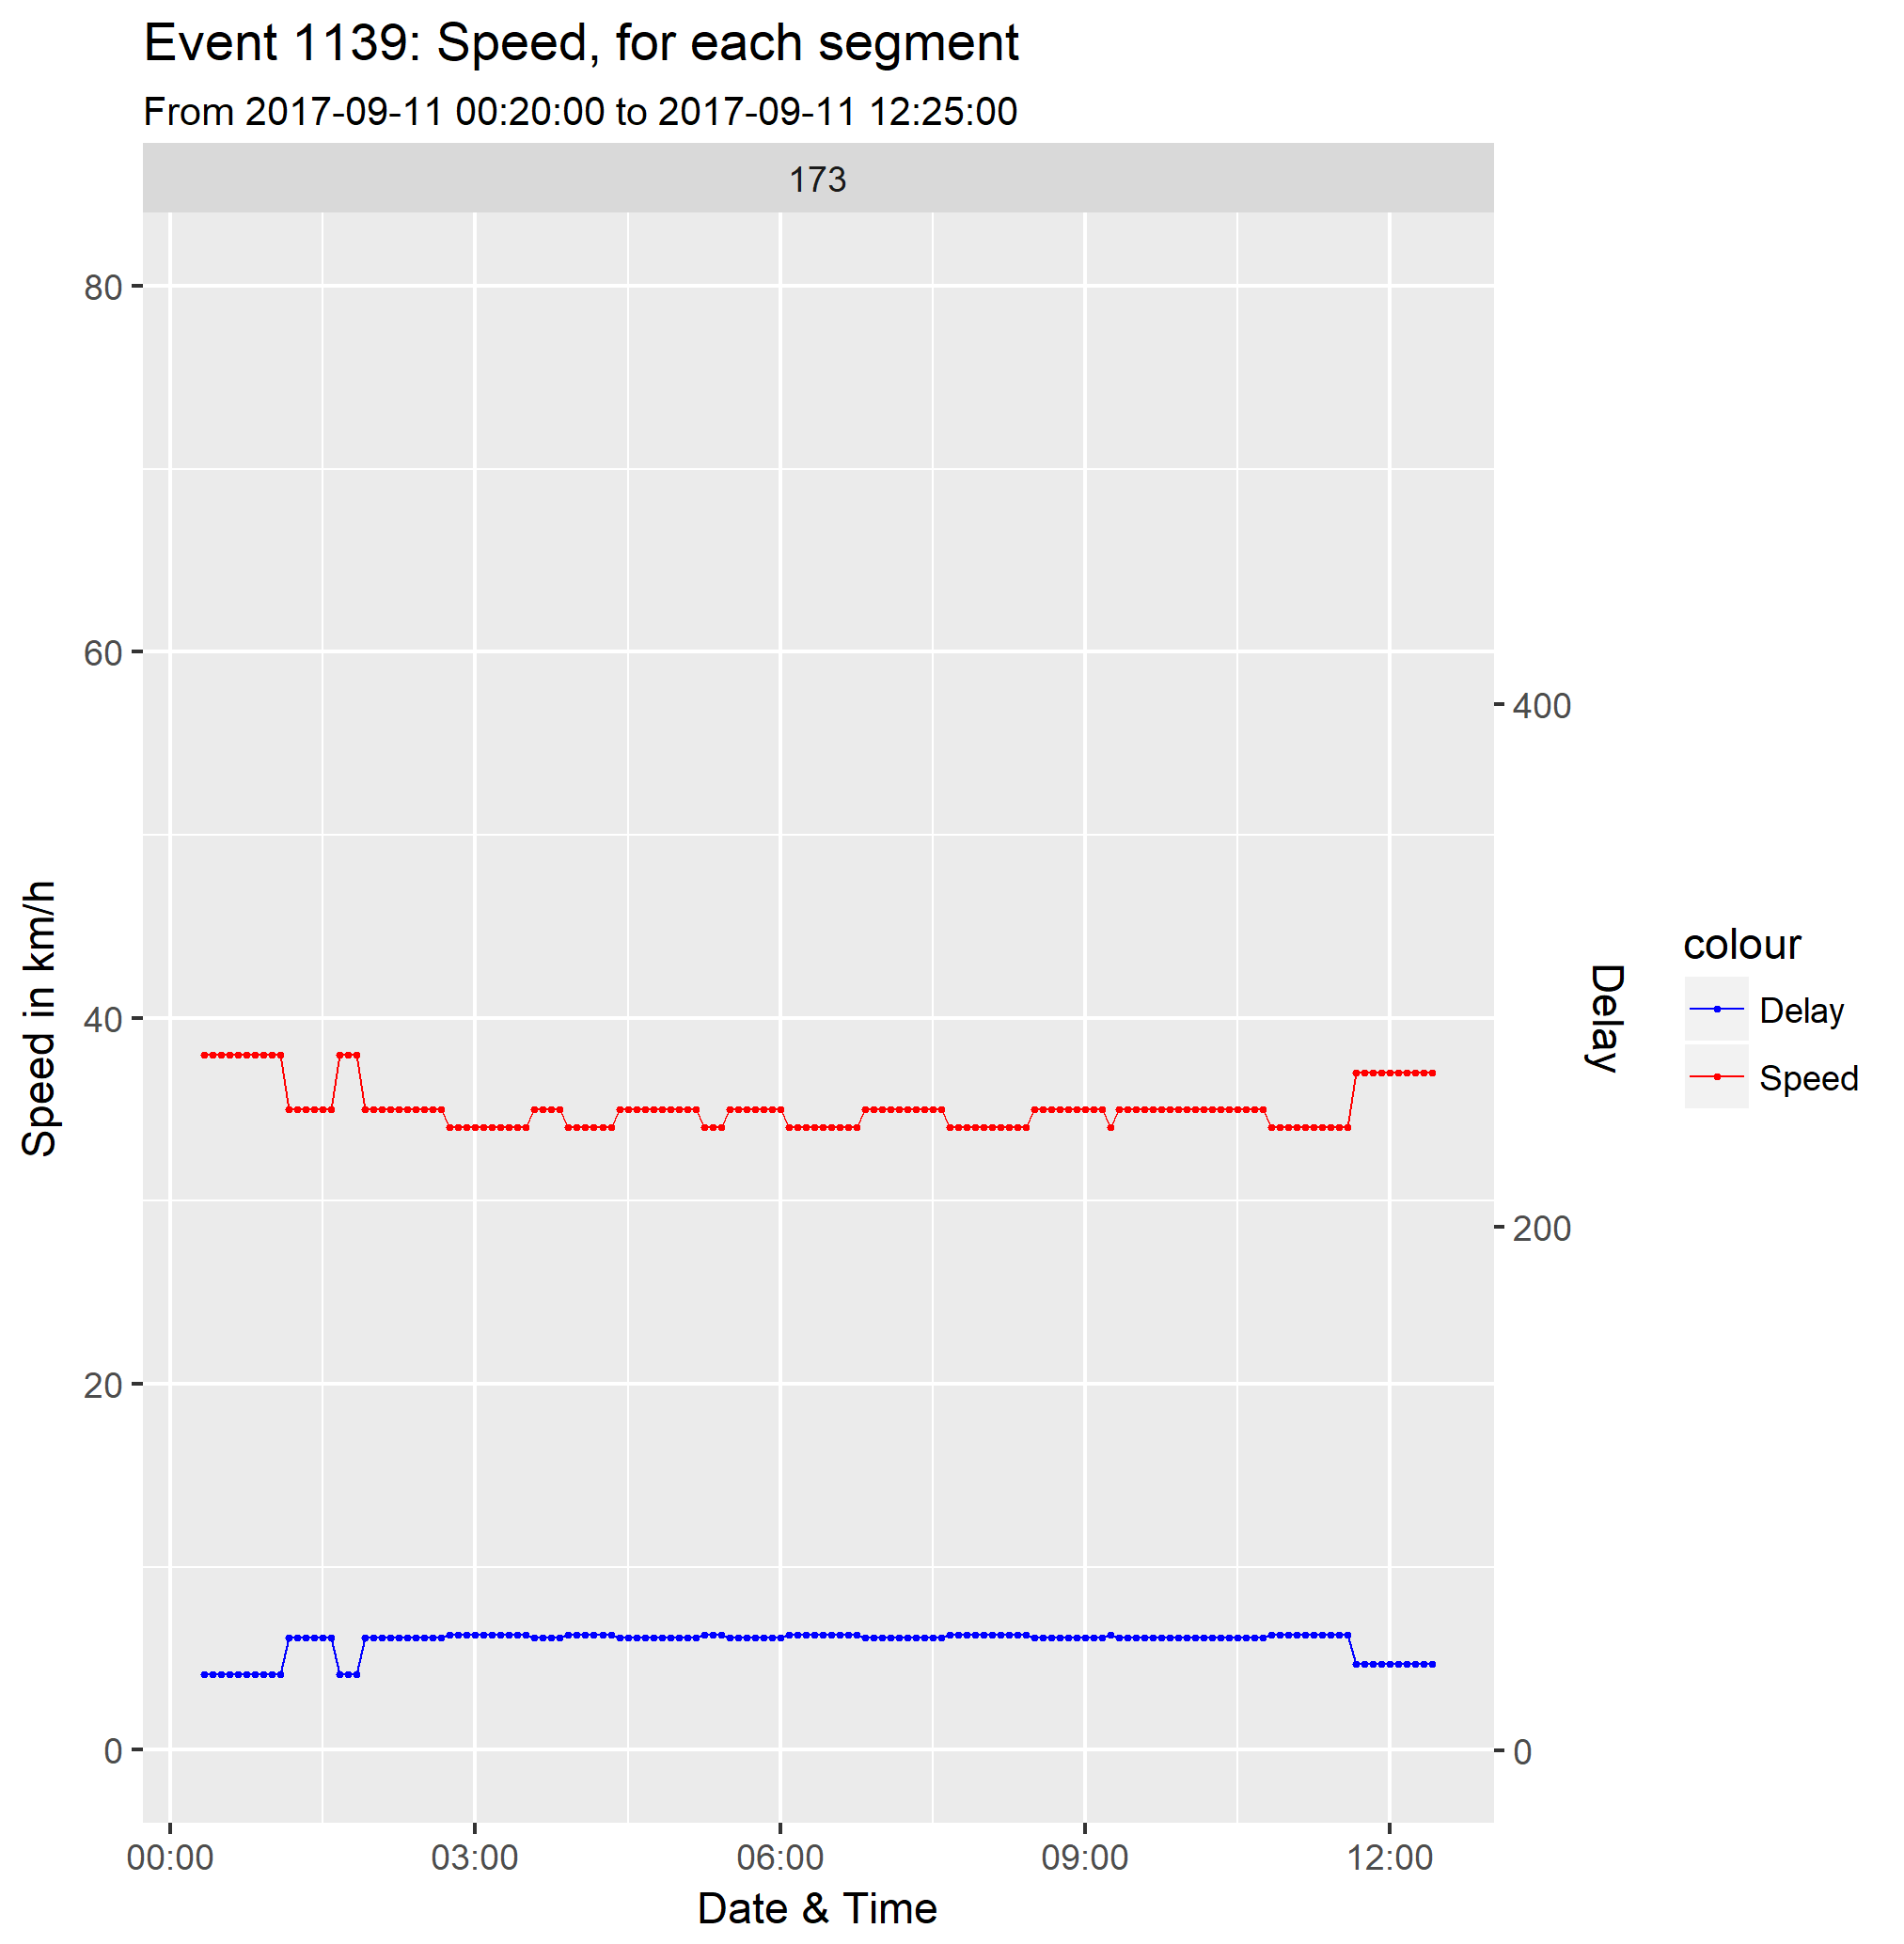 Event 1139: Speed, for each segment
From 2017-09-11 00:20:00 to 2017-09-11 12:25:00
173
80
60
40
20
0
Speed in km/h
400
200
0
Delay
colour
Delay
Speed
00:00 03:00 06:00 09:00 12:00
Date & Time